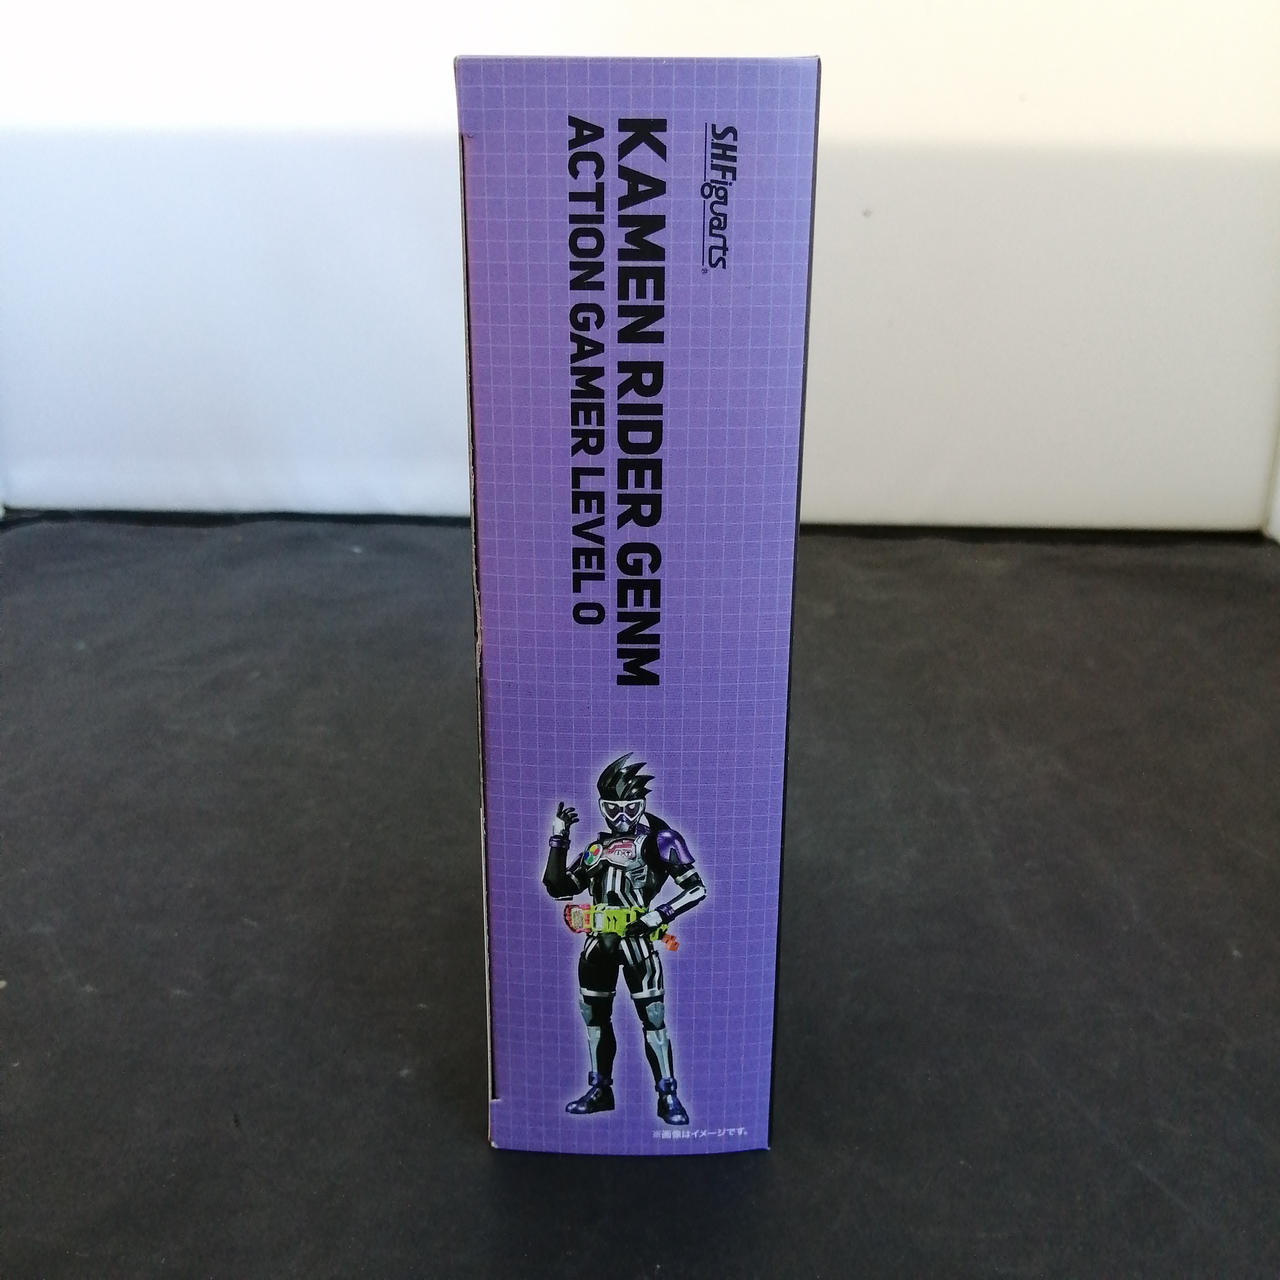 S.H.Figuarts
KAMEN RIDER GENM
ACTION GAMER LEVEL 0
※画像はイメージです。